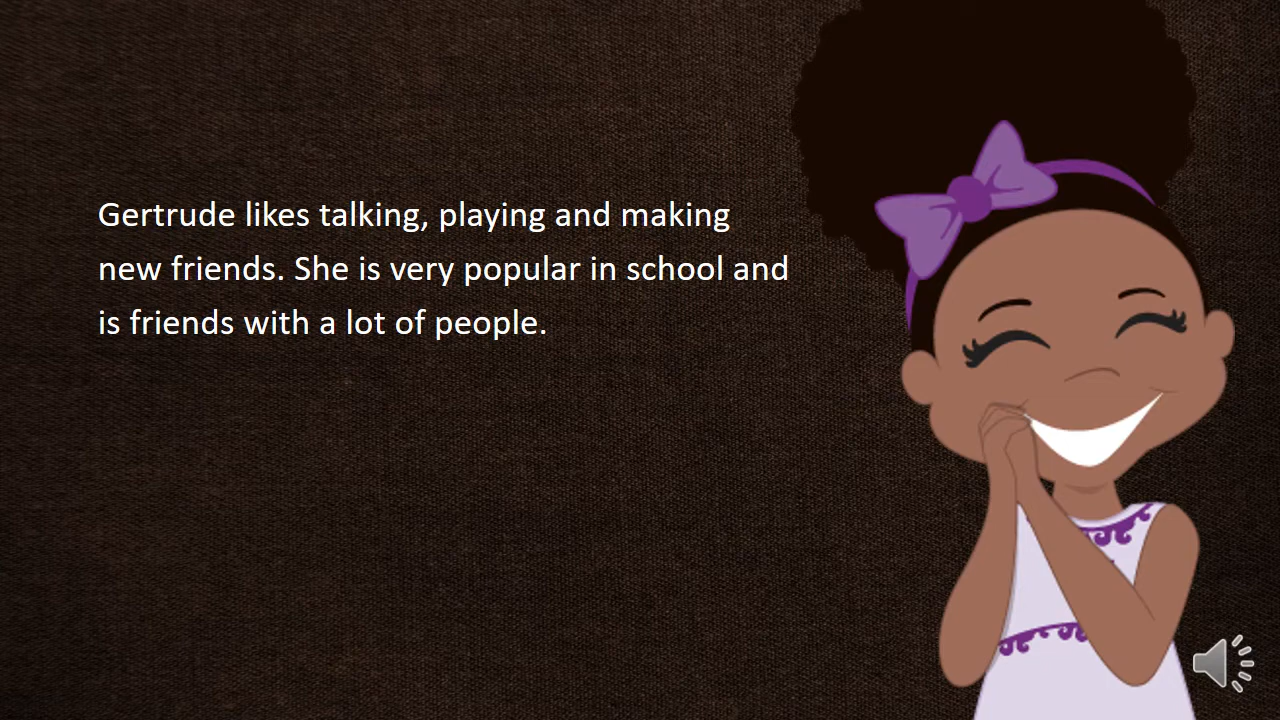 Gertrude likes talking, playing and making
new friends. She is very popular in school and
is friends with a lot of people.